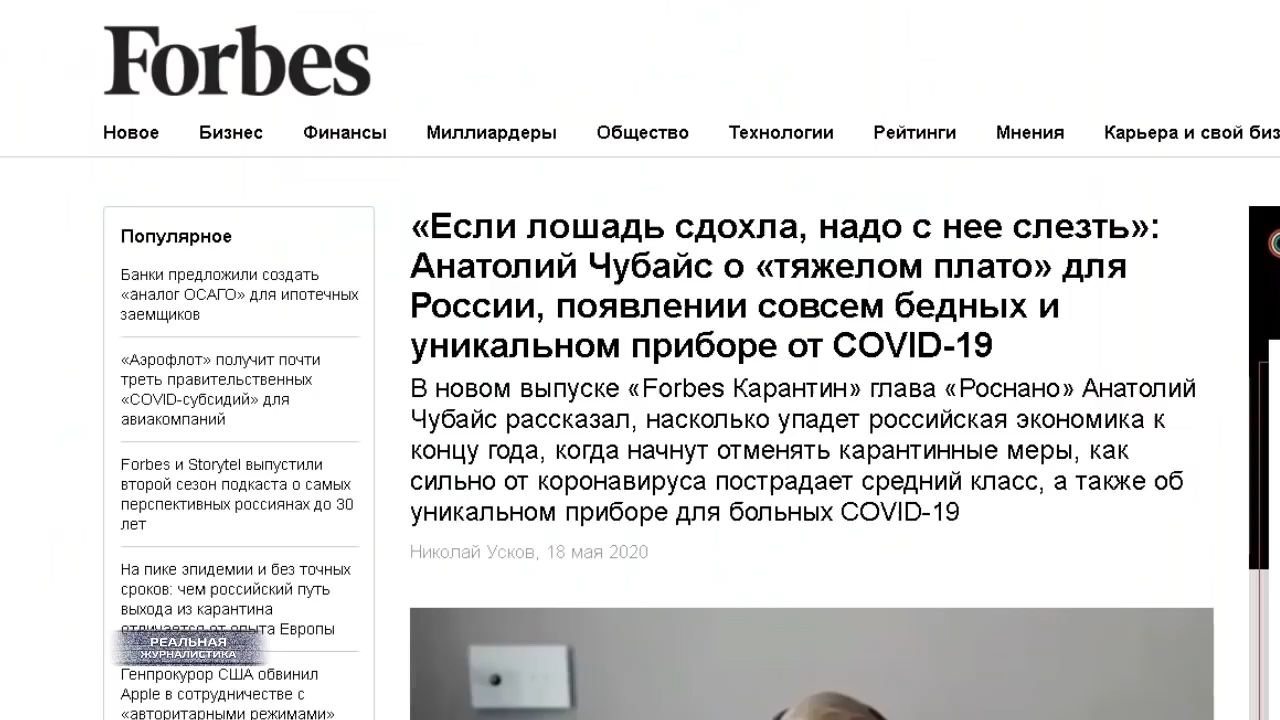 Forbes
Новое Бизнес Финансы Миллиардеры Общество Технологии Рейтинги Мнения Карьера и свой биз
Популярное
Банки предложили создать
«аналог ОСАГО» для ипотечных
заемщиков
«Аэрофлот» получит почти
треть правительственных
«COVID-субсидий» для
авиакомпаний
Forbes и Storytel выпустили
второй сезон подкаста о самых
перспективных россиянах до 30
лет
На пике эпидемии и без точных
сроков: чем российский путь
выхода из карантина
отличается от опыта Европы
РЕАЛЬНАЯ
ЖУРНАЛИСТИКА
Генпрокурор США обвинил
Apple в сотрудничестве с
«авторитарными режимами»
«Если лошадь сдохла, надо с нее слезть»:
Анатолий Чубайс о «тяжелом плато» для
России, появлении совсем бедных и
уникальном приборе от COVID-19
В новом выпуске «Forbes Карантин» глава «Роснано» Анатолий
Чубайс рассказал, насколько упадет российская экономика к
концу года, когда начнут отменять карантинные меры, как
сильно от коронавируса пострадает средний класс, а также об
уникальном приборе для больных COVID-19
Николай Усков, 18 мая 2020